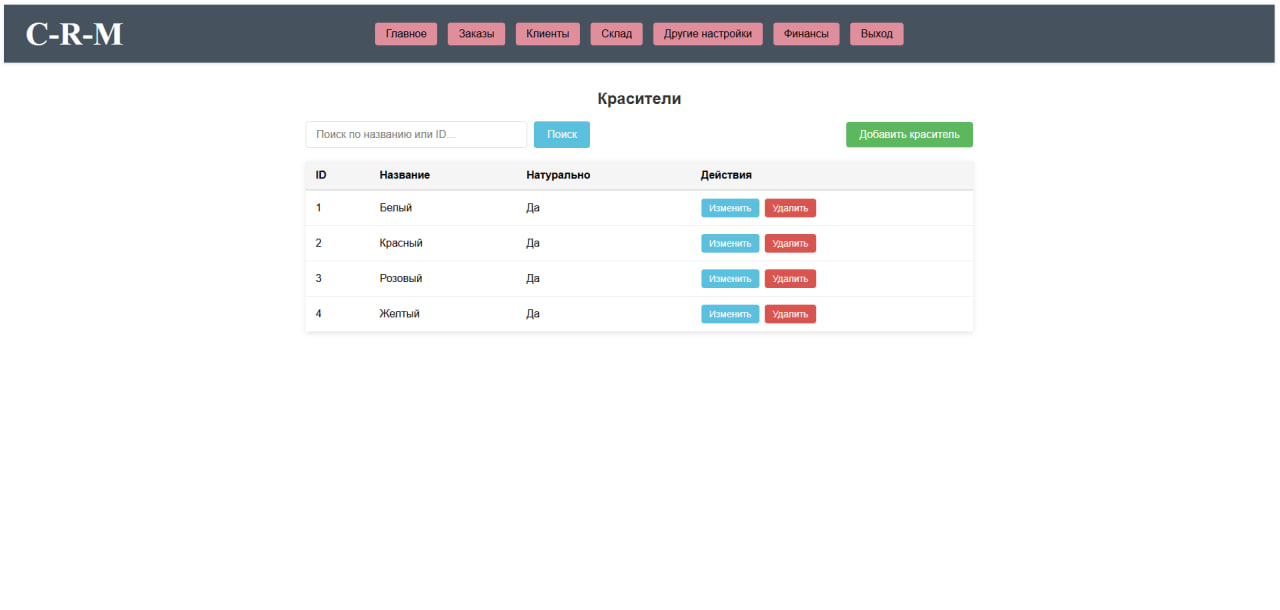 C-R-M
Главное Заказы Клиенты Склад Другие настройки Финансы Выход
Красители
Поиск по названию или ID... Поиск Добавить краситель
ID Название Натурально Действия
1 Белый Да Изменить Удалить
2 Красный Да Изменить Удалить
3 Розовый Да Изменить Удалить
4 Желтый Да Изменить Удалить